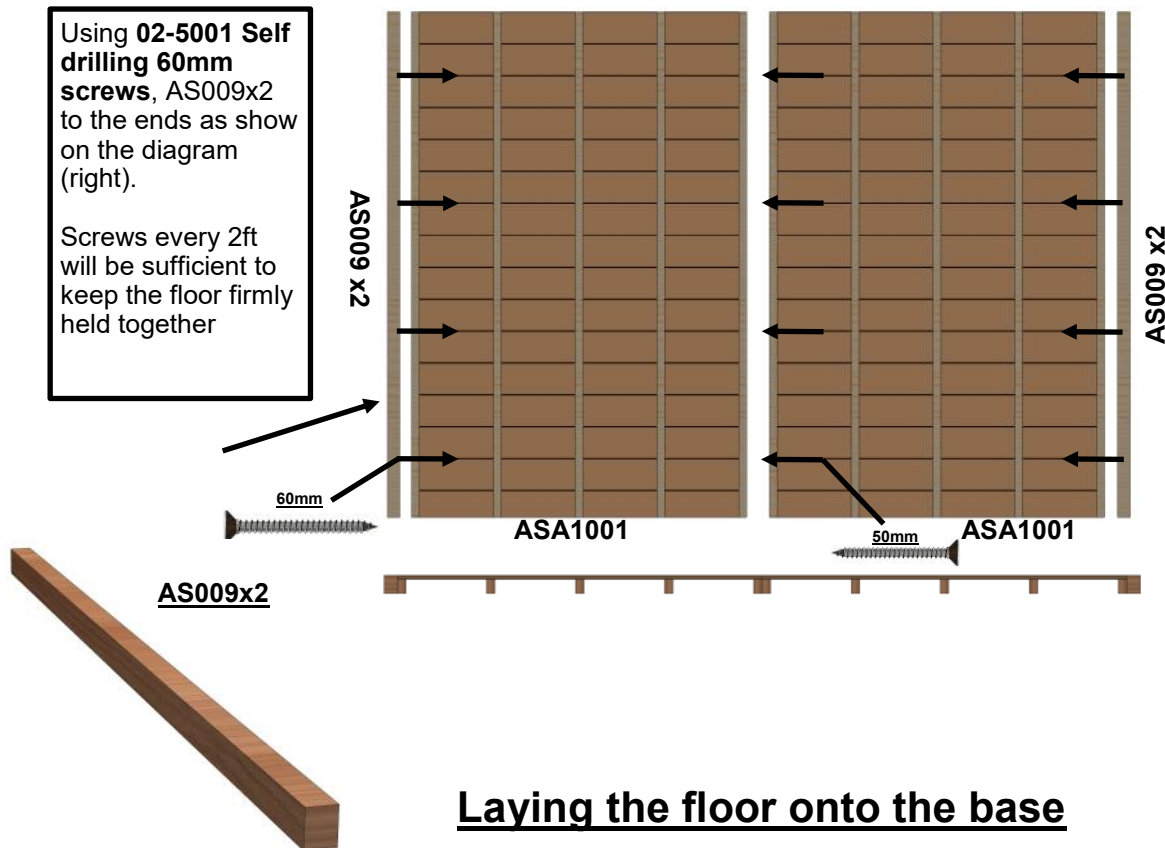 Using 02-5001 Self
drilling 60mm
screws, AS009x2
to the ends as show
on the diagram
(right).
Screws every 2ft
will be sufficient to
keep the floor firmly
held together
AS009 x2
AS009 x2
60mm
ASA1001
50mm
ASA1001
AS009x2
Laying the floor onto the base